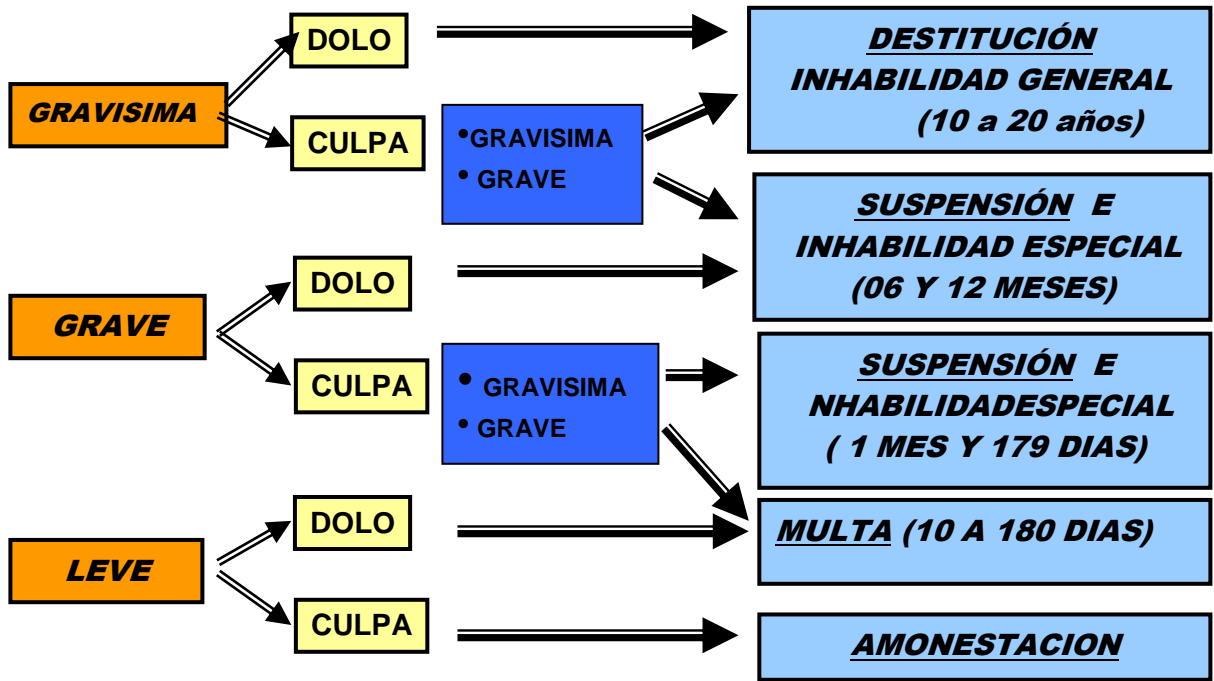 GRAVISIMA
DOLO
CULPA
•GRAVISIMA
• GRAVE
DESTITUCIÓN
INHABILIDAD GENERAL
(10 a 20 años)
SUSPENSIÓN E
INHABILIDAD ESPECIAL
(06 Y 12 MESES)
GRAVE
DOLO
CULPA
• GRAVISIMA
• GRAVE
SUSPENSIÓN E
NHABILIDADESPECIAL
( 1 MES Y 179 DIAS)
LEVE
DOLO
CULPA
MULTA (10 A 180 DIAS)
AMONESTACION